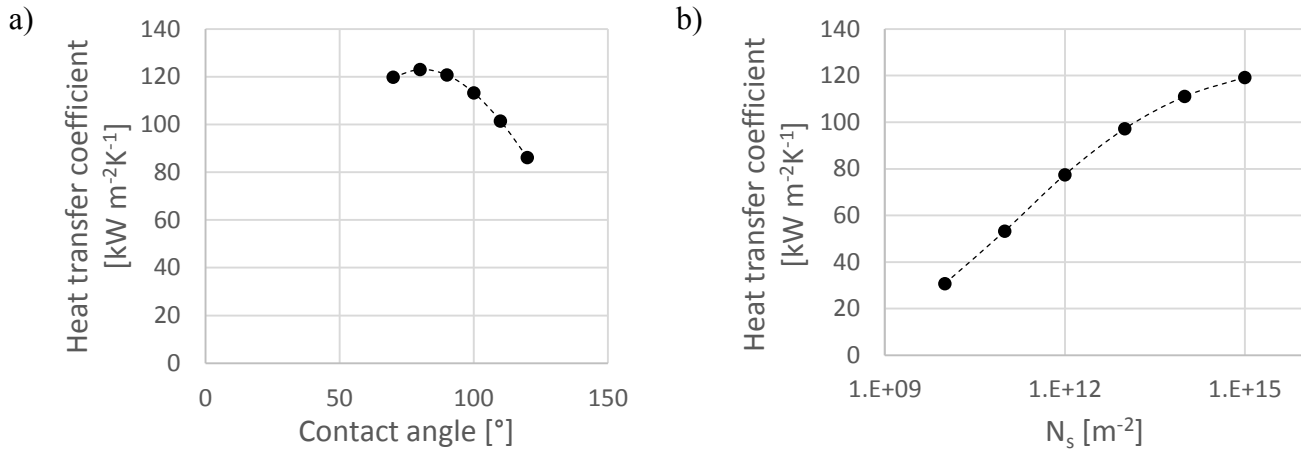 a)
Heat transfer coefficient
[kW m⁻²K⁻¹]
140
120
100
80
60
40
20
0
0 50 100 150
Contact angle [°]
b)
Heat transfer coefficient
[kW m⁻²K⁻¹]
140
120
100
80
60
40
20
0
1.E+09 1.E+12 1.E+15
Nₛ [m⁻²]